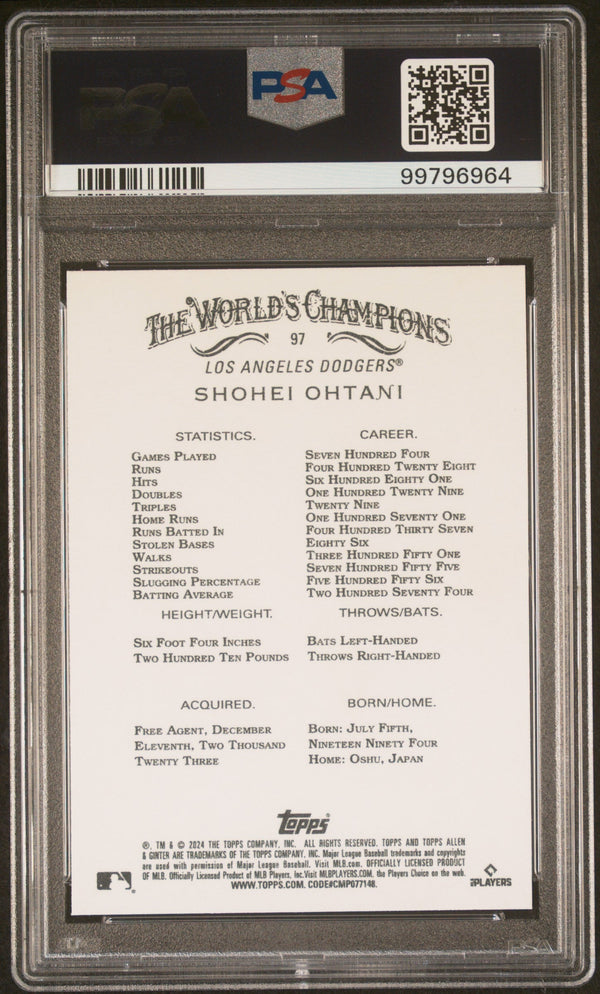 PSA
PSA
99796964
THE WORLD'S CHAMPIONS
97
LOS ANGELES DODGERS®
SHOHEI OHTANI
STATISTICS. CAREER.
GAMES PLAYED SEVEN HUNDRED FOUR
RUNS FOUR HUNDRED TWENTY EIGHT
HITS SIX HUNDRED EIGHTY ONE
DOUBLES ONE HUNDRED TWENTY NINE
TRIPLES TWENTY NINE
HOME RUNS ONE HUNDRED SEVENTY ONE
RUNS BATTED IN FOUR HUNDRED THIRTY SEVEN
STOLEN BASES EIGHTY SIX
WALKS THREE HUNDRED FIFTY ONE
STRIKEOUTS SEVEN HUNDRED FIFTY FIVE
SLUGGING PERCENTAGE FIVE HUNDRED FIFTY SIX
BATTING AVERAGE TWO HUNDRED SEVENTY FOUR
HEIGHT/WEIGHT. THROWS/BATS.
SIX FOOT FOUR INCHES BATS LEFT-HANDED
TWO HUNDRED TEN POUNDS THROWS RIGHT-HANDED
ACQUIRED. BORN/HOME.
FREE AGENT, DECEMBER BORN: JULY FIFTH,
ELEVENTH, TWO THOUSAND NINETEEN NINETY FOUR
TWENTY THREE HOME: OSHU, JAPAN
topps
®, TM & © 2024 THE TOPPS COMPANY, INC. ALL RIGHTS RESERVED. TOPPS AND TOPPS ALLEN
& GINTER ARE TRADEMARKS OF THE TOPPS COMPANY, INC. Major League Baseball trademarks and copyrights
are used with permission of Major League Baseball. Visit MLB.com. OFFICIALLY LICENSED PRODUCT
OF MLB. Officially Licensed Product of MLB Players, Inc. Visit MLBPLAYERS.COM, the Players Choice on the web.
WWW.TOPPS.COM. CODE#CMP077148.
PLAYERS
PSA